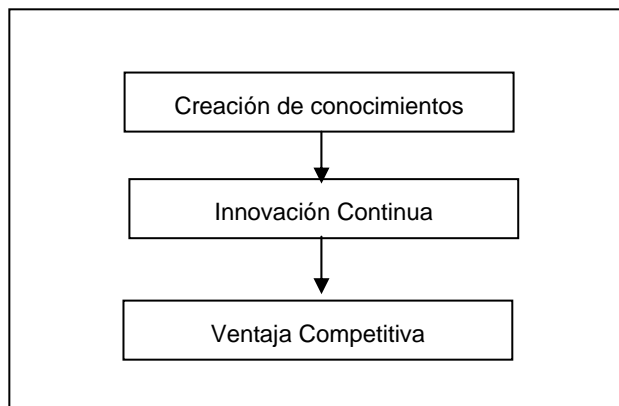 Creación de conocimientos
Innovación Continua
Ventaja Competitiva